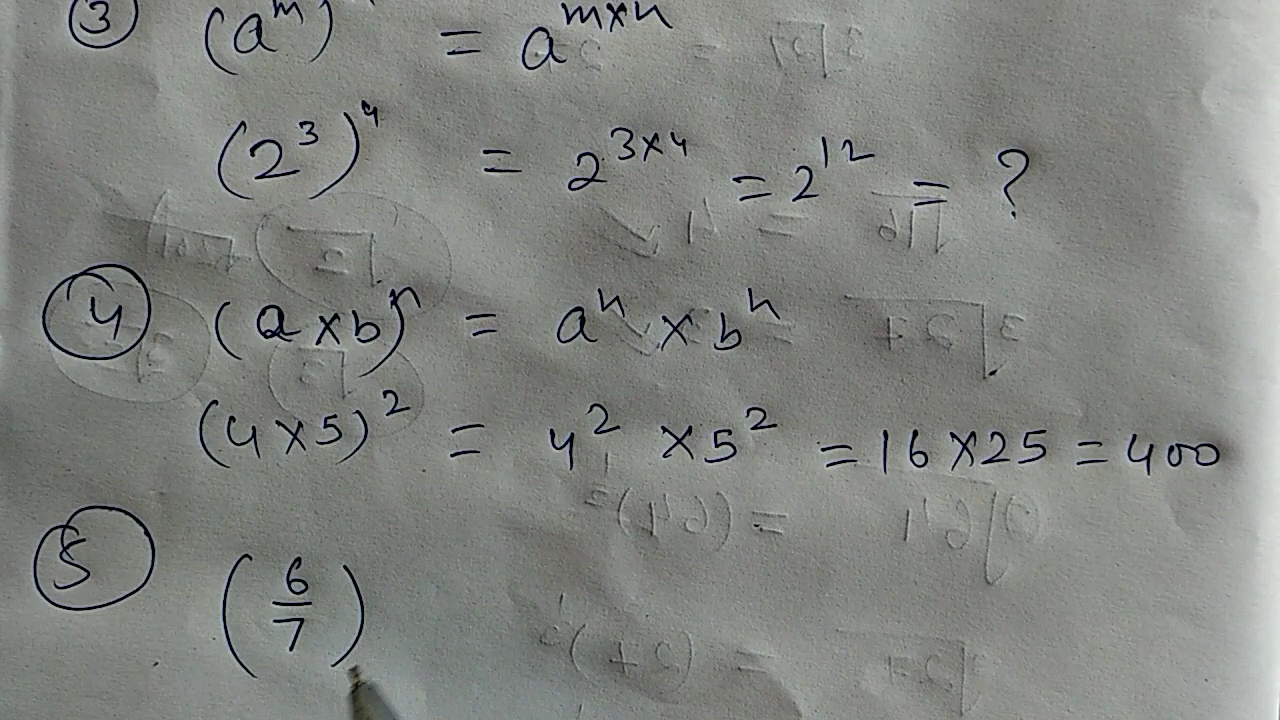 ③ (a^m) = a^{m×n}
(2^3)^4 = 2^{3×4} = 2^{12} = ?
④ (a×b)^n = a^n × b^n
(4×5)^2 = 4^2 ×5^2 = 16×25 = 400
⑤ (6/7)